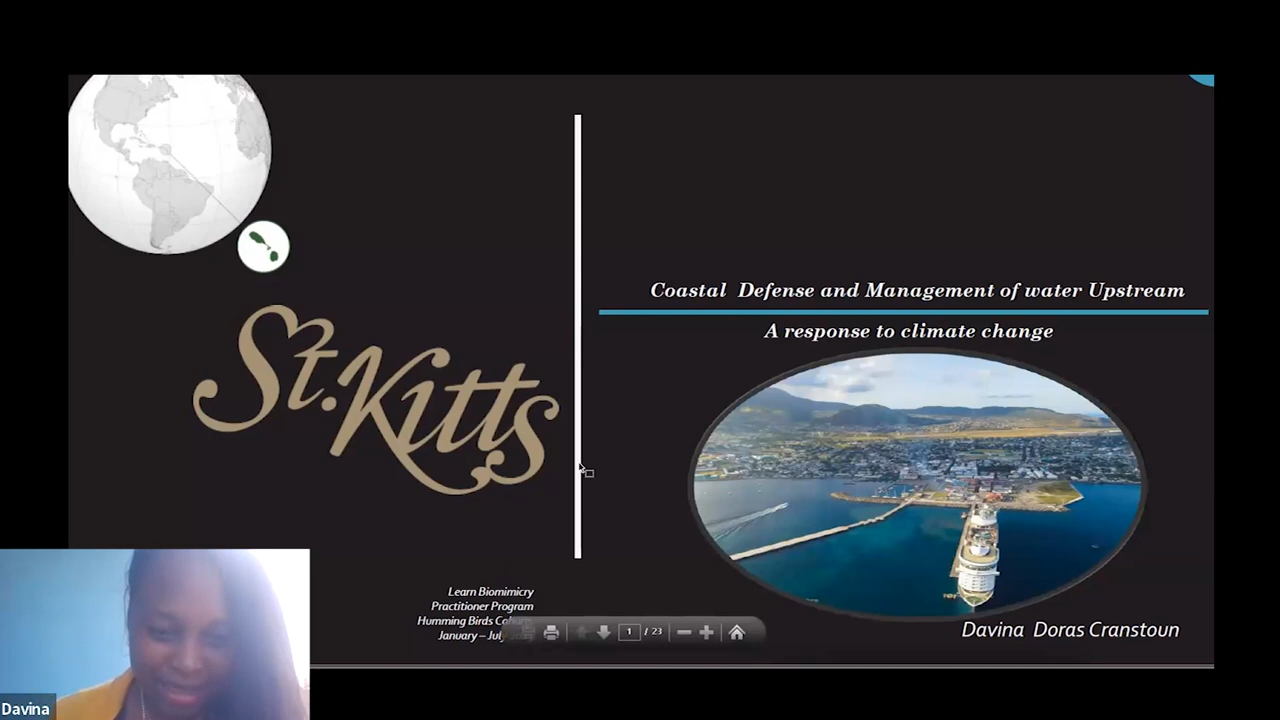 St.Kitts
Coastal Defense and Management of water Upstream
A response to climate change
Learn Biomimicry
Practitioner Program
Humming Birds
January – July
1 / 23
Davina Doras Cranstoun
Davina